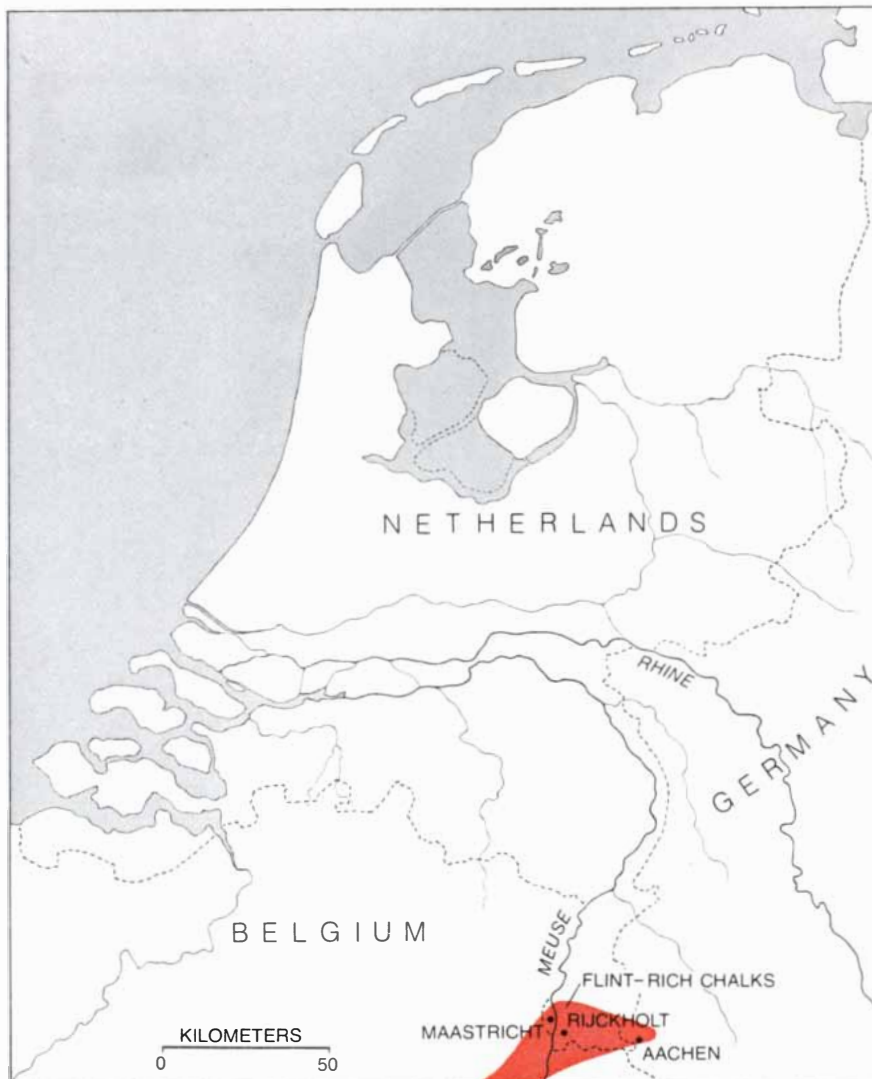 NETHERLANDS
RHINE
GERMANY
BELGIUM
MEUSE
FLINT-RICH CHALKS
MAASTRICHT
RIJCKHOLT
AACHEN
KILOMETERS
0 50